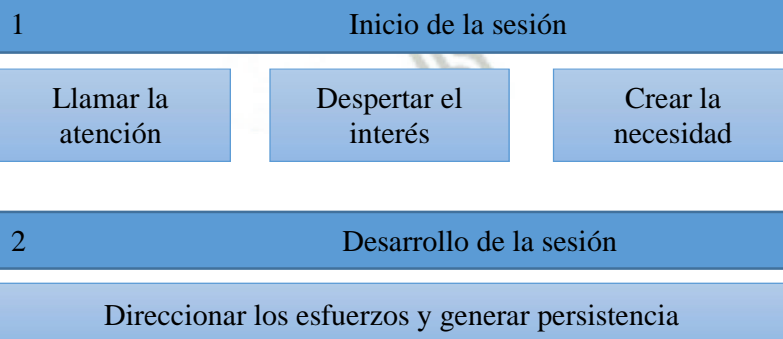 1 Inicio de la sesión
Llamar la
atención
Despertar el
interés
Crear la
necesidad
2 Desarrollo de la sesión
Direccionar los esfuerzos y generar persistencia